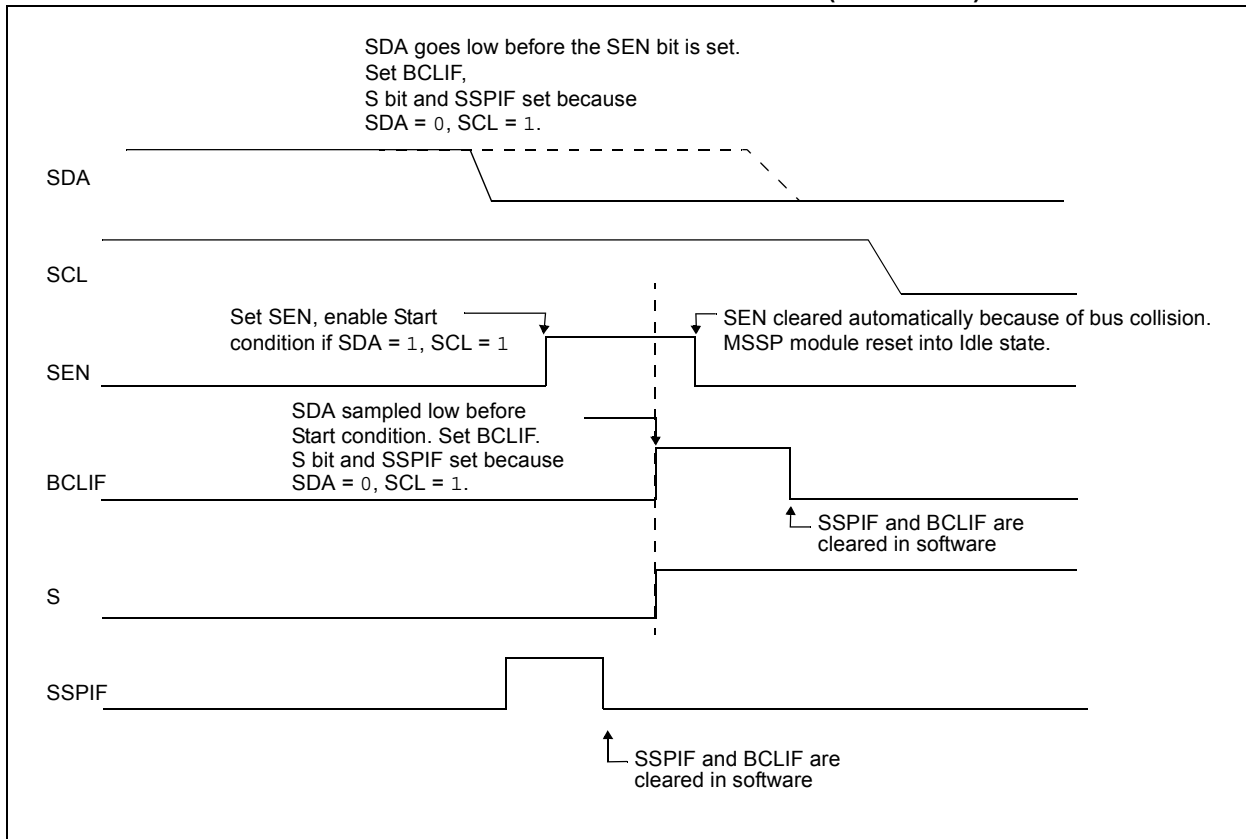 SDA goes low before the SEN bit is set.
Set BCLIF,
S bit and SSPIF set because
SDA = 0, SCL = 1.
SDA
SCL
Set SEN, enable Start
condition if SDA = 1, SCL = 1
SEN cleared automatically because of bus collision.
MSSP module reset into Idle state.
SEN
SDA sampled low before
Start condition. Set BCLIF.
S bit and SSPIF set because
SDA = 0, SCL = 1.
BCLIF
SSPIF and BCLIF are
cleared in software
S
SSPIF
SSPIF and BCLIF are
cleared in software